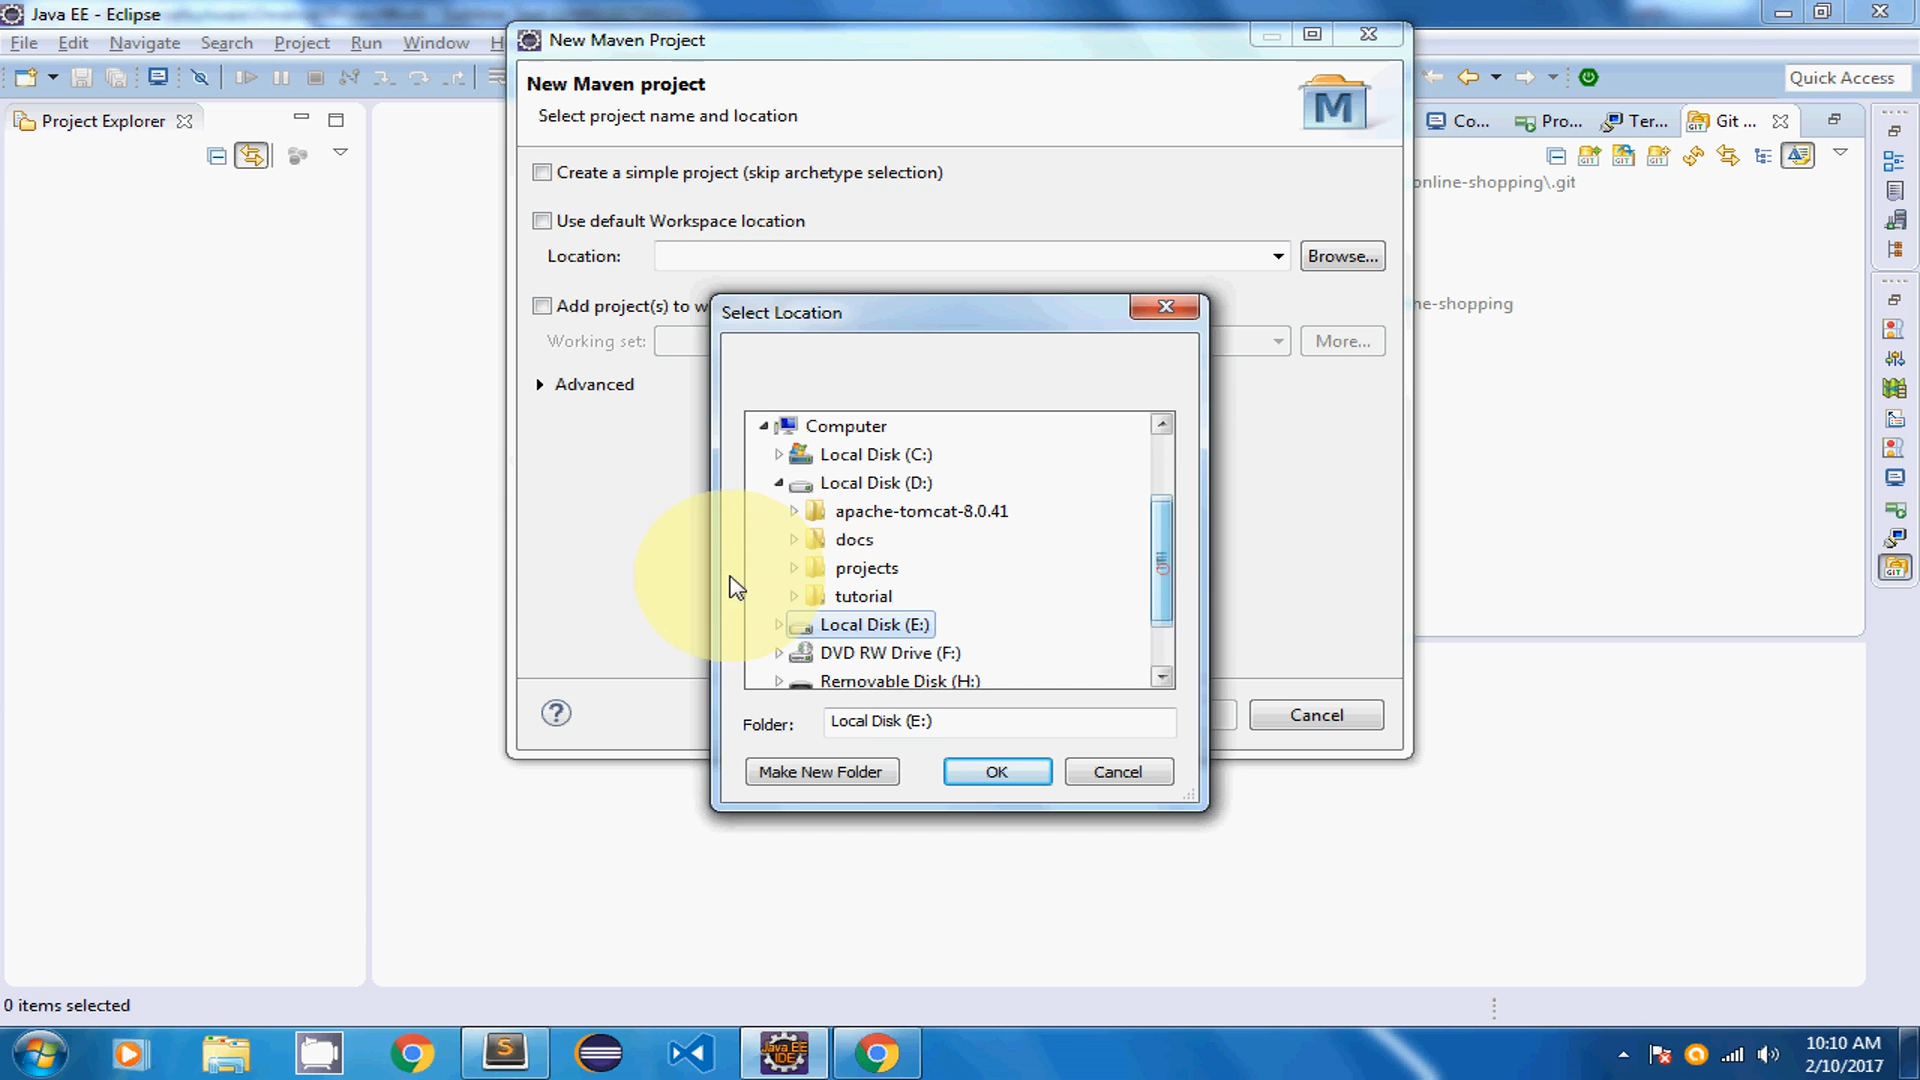 Java EE - Eclipse
File Edit Navigate Search Project Run Window H
Quick Access
Project Explorer
Co... Pro... Ter... Git ...
online-shopping\.git
ne-shopping
New Maven Project
New Maven project
Select project name and location
M
Create a simple project (skip archetype selection)
Use default Workspace location
Location: Browse...
Add project(s) to w
Working set: More...
Advanced
Cancel
Select Location
Computer
Local Disk (C:)
Local Disk (D:)
apache-tomcat-8.0.41
docs
projects
tutorial
Local Disk (E:)
DVD RW Drive (F:)
Removable Disk (H:)
Folder: Local Disk (E:)
Make New Folder OK Cancel
0 items selected
S
Java EE
IDE
10:10 AM
2/10/2017